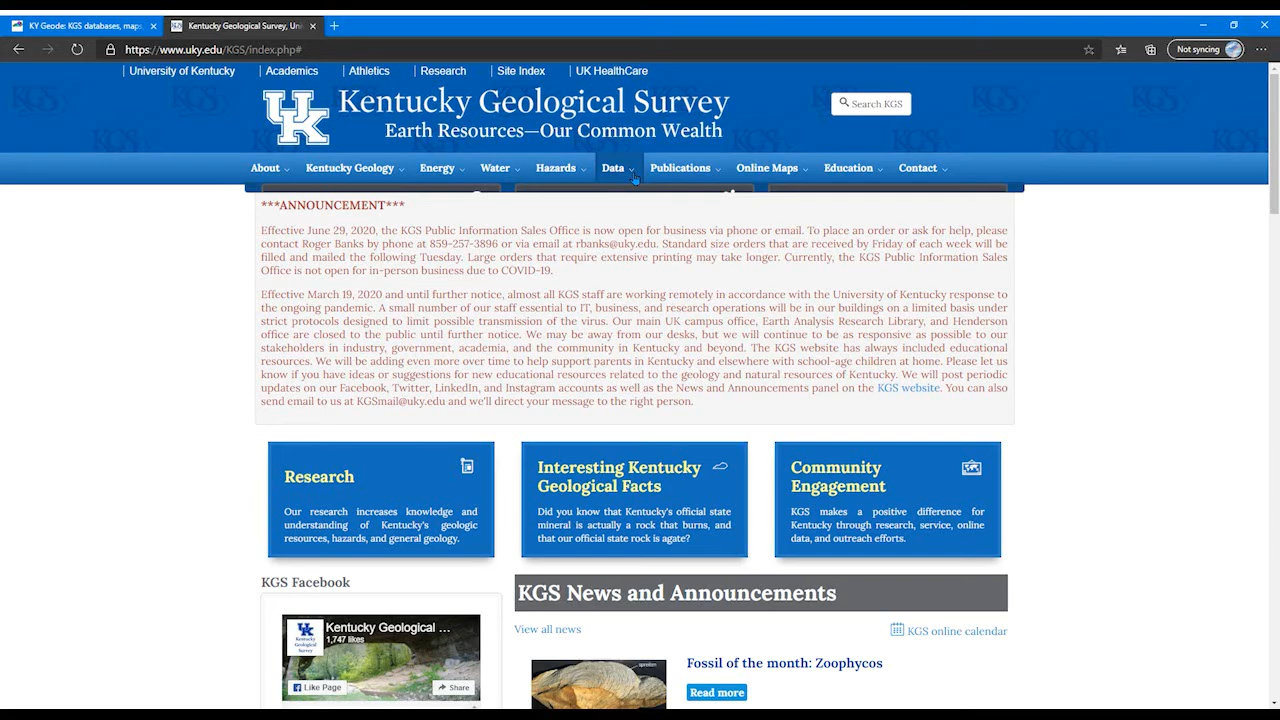 KY Geode: KGS databases, maps
Kentucky Geological Survey, Uni
https://www.uky.edu/KGS/index.php#
Not syncing
University of Kentucky
Academics
Athletics
Research
Site Index
UK HealthCare
UK
Kentucky Geological Survey
Earth Resources—Our Common Wealth
Search KGS
About
Kentucky Geology
Energy
Water
Hazards
Data
Publications
Online Maps
Education
Contact
***ANNOUNCEMENT***
Effective June 29, 2020, the KGS Public Information Sales Office is now open for business via phone or email. To place an order or ask for help, please
contact Roger Banks by phone at 859-257-3896 or via email at rbanks@uky.edu. Standard size orders that are received by Friday of each week will be
filled and mailed the following Tuesday. Large orders that require extensive printing may take longer. Currently, the KGS Public Information Sales
Office is not open for in-person business due to COVID-19.
Effective March 19, 2020 and until further notice, almost all KGS staff are working remotely in accordance with the University of Kentucky response to
the ongoing pandemic. A small number of our staff essential to IT, business, and research operations will be in our buildings on a limited basis under
strict protocols designed to limit possible transmission of the virus. Our main UK campus office, Earth Analysis Research Library, and Henderson
office are closed to the public until further notice. We may be away from our desks, but we will continue to be as responsive as possible to our
stakeholders in industry, government, academia, and the community in Kentucky and beyond. The KGS website has always included educational
resources. We will be adding even more over time to help support parents in Kentucky and elsewhere with school-age children at home. Please let us
know if you have ideas or suggestions for new educational resources related to the geology and natural resources of Kentucky. We will post periodic
updates on our Facebook, Twitter, LinkedIn, and Instagram accounts as well as the News and Announcements panel on the KGS website. You can also
send email to us at KGSmail@uky.edu and we'll direct your message to the right person.
Research
Our research increases knowledge and
understanding of Kentucky's geologic
resources, hazards, and general geology.
Interesting Kentucky
Geological Facts
Did you know that Kentucky's official state
mineral is actually a rock that burns, and
that our official state rock is agate?
Community
Engagement
KGS makes a positive difference for
Kentucky through research, service, online
data, and outreach efforts.
KGS Facebook
UK
Kentucky
Geological
Survey
Kentucky Geological ...
1,747 likes
Like Page
Share
KGS News and Announcements
View all news
KGS online calendar
spreiten
Fossil of the month: Zoophycos
Read more